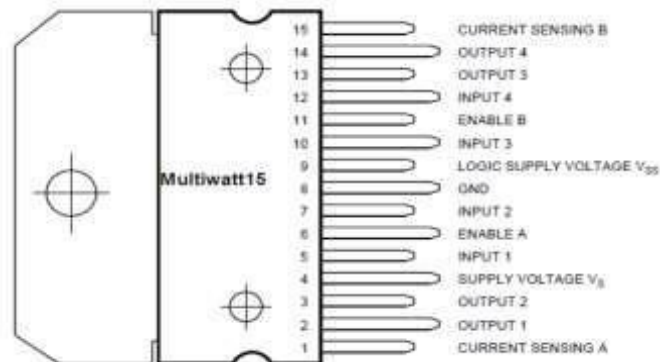 15 CURRENT SENSING B
14 OUTPUT 4
13 OUTPUT 3
12 INPUT 4
11 ENABLE B
10 INPUT 3
9 LOGIC SUPPLY VOLTAGE VSS
Multiwatt15
8 GND
7 INPUT 2
6 ENABLE A
5 INPUT 1
4 SUPPLY VOLTAGE VS
3 OUTPUT 2
2 OUTPUT 1
1 CURRENT SENSING A